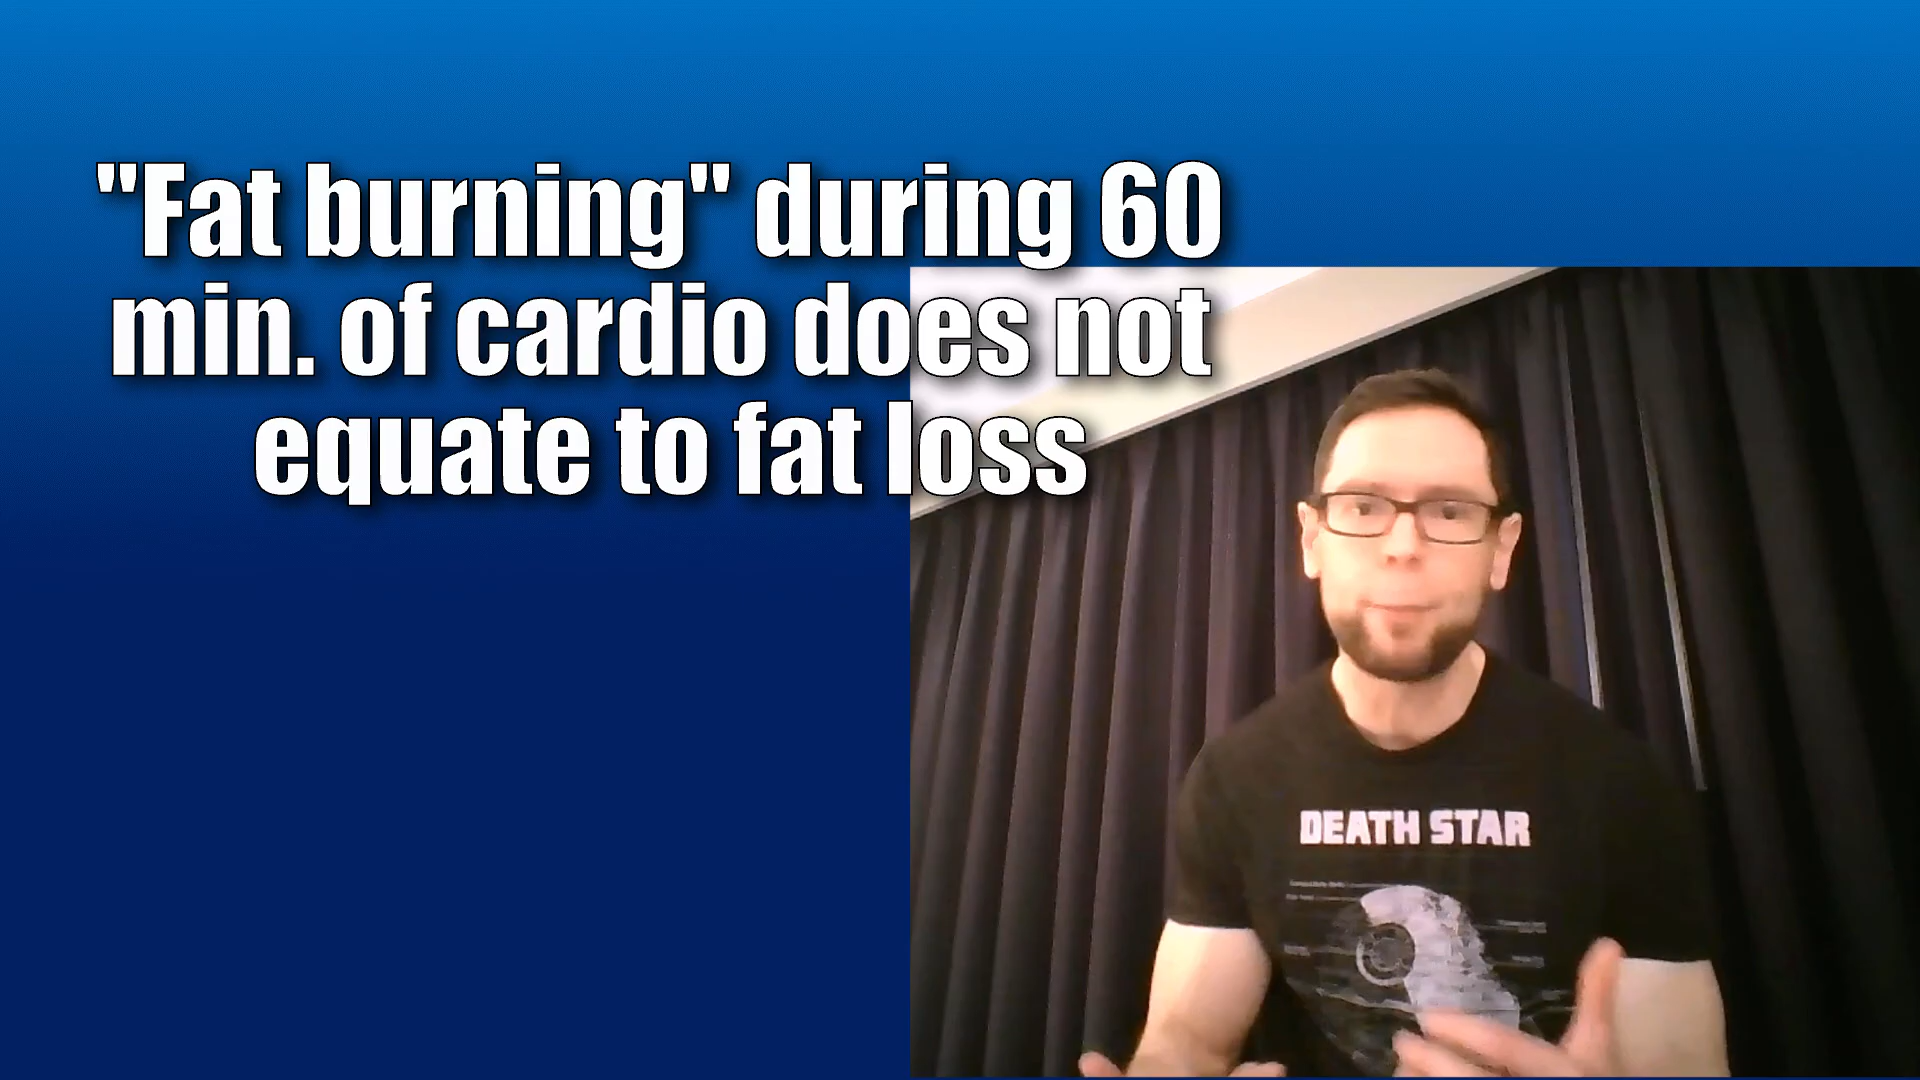 "Fat burning" during 60
min. of cardio does not
equate to fat loss
DEATH STAR